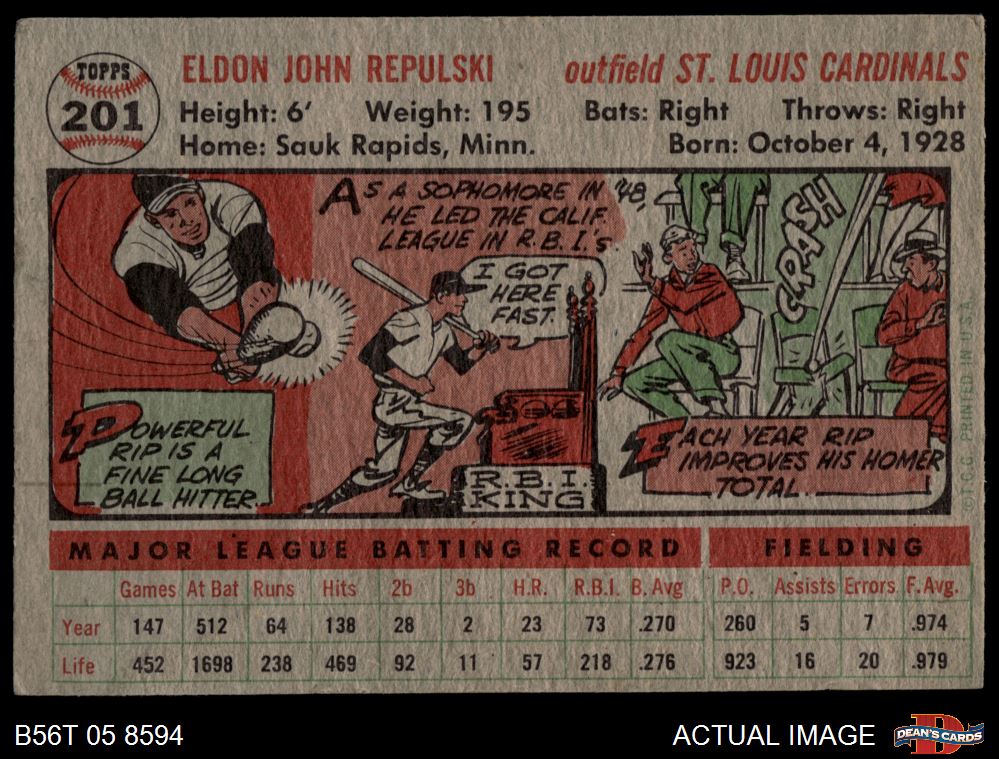 TOPPS
201
ELDON JOHN REPULSKI
outfield ST. LOUIS CARDINALS
Height: 6′ Weight: 195 Bats: Right Throws: Right
Home: Sauk Rapids, Minn. Born: October 4, 1928
AS A SOPHOMORE IN '48,
HE LED THE CALIF.
LEAGUE IN R.B.I.'s
I GOT
HERE
FAST.
CRASH
POWERFUL
RIP IS A
FINE LONG
BALL HITTER.
R.B.I.
KING
EACH YEAR RIP
IMPROVES HIS HOMER
TOTAL.
©T.C.G. PRINTED IN U.S.A.
MAJOR LEAGUE BATTING RECORD FIELDING
Games At Bat Runs Hits 2b 3b H.R. R.B.I. B. Avg P.O. Assists Errors F. Avg.
Year 147 512 64 138 28 2 23 73 .270 260 5 7 .974
Life 452 1698 238 469 92 11 57 218 .276 923 16 20 .979
B56T 05 8594
ACTUAL IMAGE
DEAN'S CARDS